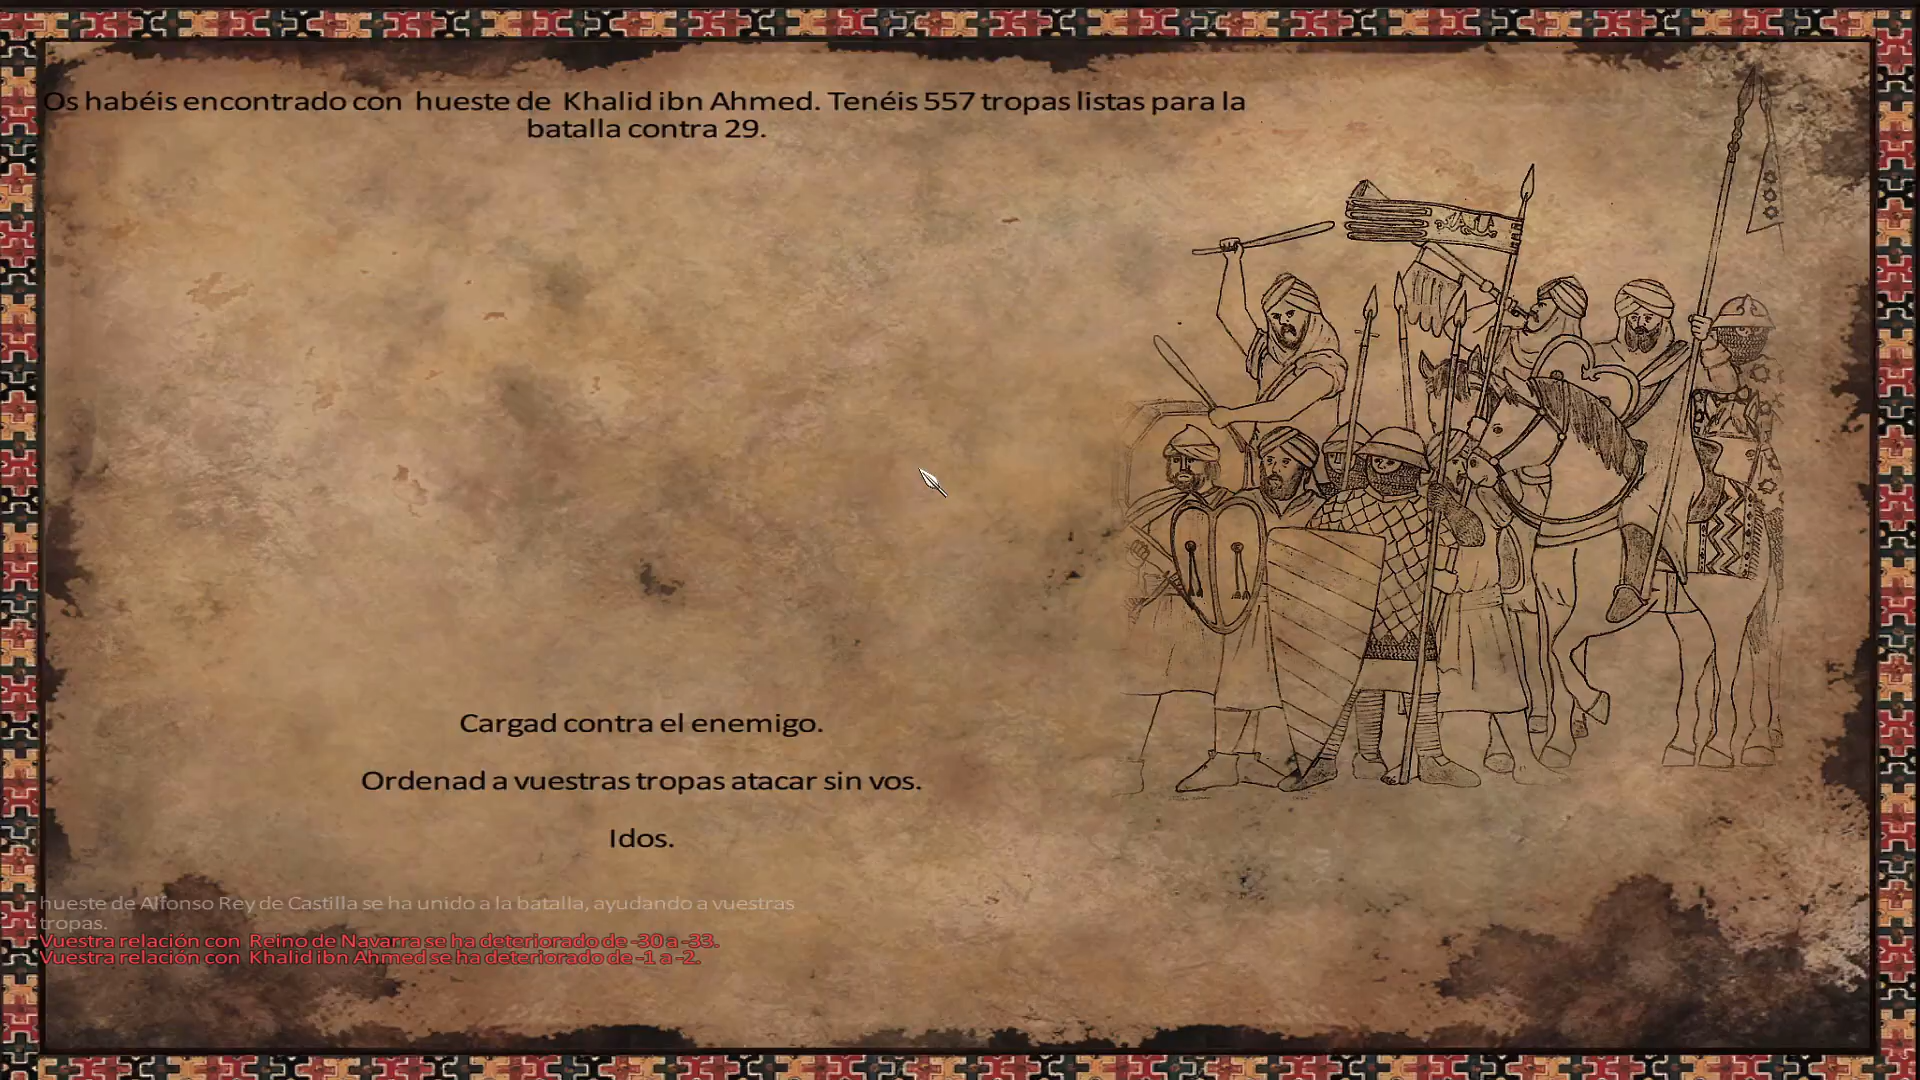 Os habéis encontrado con hueste de Khalid ibn Ahmed. Tenéis 557 tropas listas para la
batalla contra 29.
Cargad contra el enemigo.
Ordenad a vuestras tropas atacar sin vos.
Idos.
hueste de Alfonso Rey de Castilla se ha unido a la batalla, ayudando a vuestras
tropas.
Vuestra relación con Reino de Navarra se ha deteriorado de -30 a -33.
Vuestra relación con Khalid ibn Ahmed se ha deteriorado de -1 a -2.